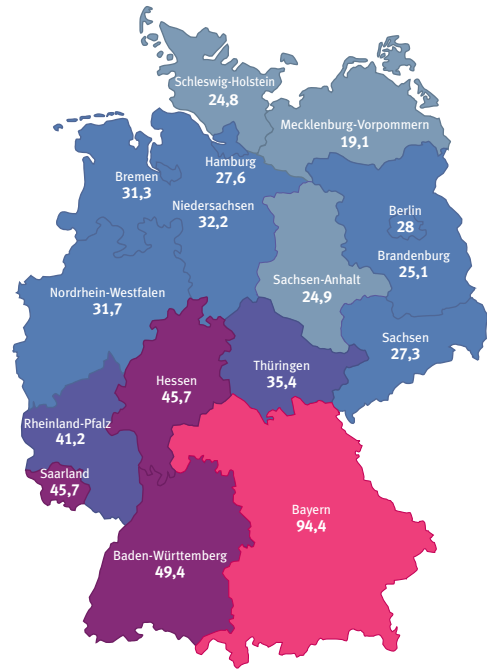 Schleswig-Holstein
24,8
Mecklenburg-Vorpommern
19,1
Hamburg
27,6
Bremen
31,3
Niedersachsen
32,2
Berlin
28
Brandenburg
25,1
Sachsen-Anhalt
24,9
Nordrhein-Westfalen
31,7
Sachsen
27,3
Thüringen
35,4
Hessen
45,7
Rheinland-Pfalz
41,2
Saarland
45,7
Bayern
94,4
Baden-Württemberg
49,4